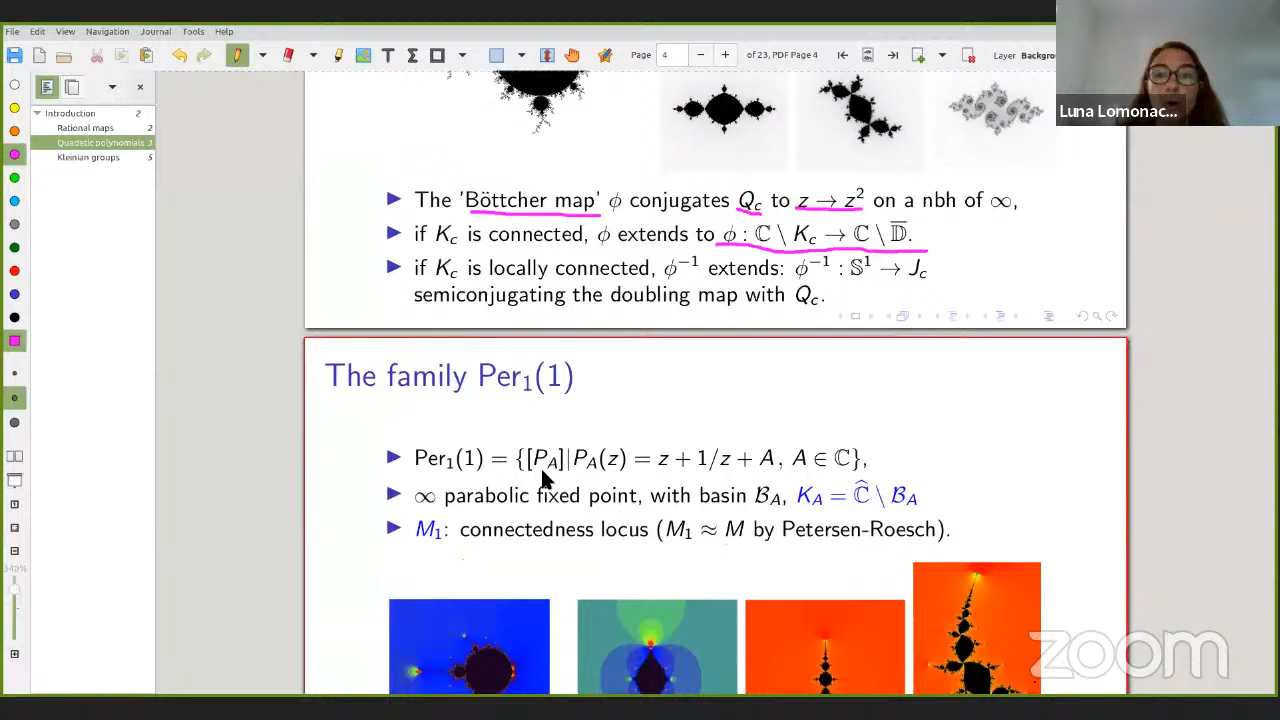 File Edit View Navigation Journal Tools Help
Page 4 of 23, PDF Page 4 Layer Backgro
Luna Lomonac...
Introduction 2
Rational maps 2
Quadatic polynomials 3
Kleinian groups 5
▶ The 'Böttcher map' ϕ conjugates Q_c to z → z² on a nbh of ∞,
▶ if K_c is connected, ϕ extends to ϕ : ℂ \ K_c → ℂ \ D̅.
▶ if K_c is locally connected, ϕ⁻¹ extends: ϕ⁻¹ : 𝕊¹ → J_c
semiconjugating the doubling map with Q_c.
The family Per₁(1)
▶ Per₁(1) = {[P_A]|P_A(z) = z + 1/z + A, A ∈ ℂ},
▶ ∞ parabolic fixed point, with basin ℬ_A, K_A = ℂ̂ \ ℬ_A
▶ M₁: connectedness locus (M₁ ≈ M by Petersen-Roesch).
zoom